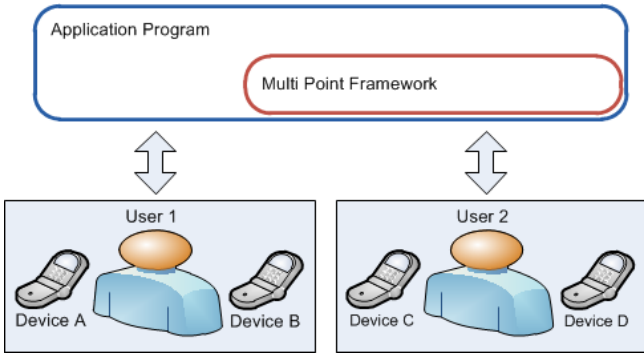 Application Program
Multi Point Framework
User 1
Device A
Device B
User 2
Device C
Device D